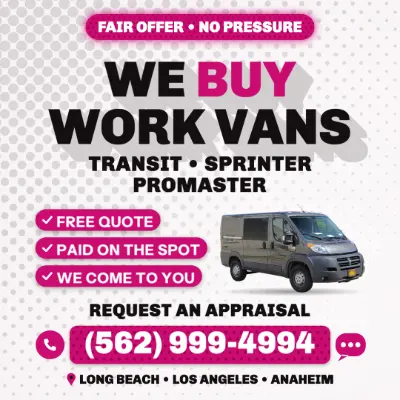 FAIR OFFER • NO PRESSURE
WE BUY
WORK VANS
TRANSIT • SPRINTER
PROMASTER
FREE QUOTE
PAID ON THE SPOT
WE COME TO YOU
REQUEST AN APPRAISAL
(562) 999-4994
LONG BEACH • LOS ANGELES • ANAHEIM